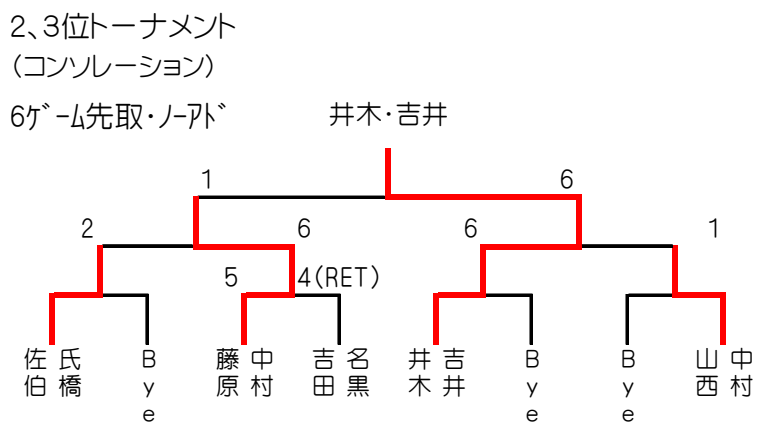 2、3位トーナメント
（コンソレーション）
6ｹﾞｰﾑ先取・ﾉｰｱﾄﾞ
井木・吉井
1
6
2
6
6
1
5
4(RET)
佐伯
氏橋
Bye
藤原
中村
吉田
名黒
井木
吉井
Bye
Bye
山西
中村